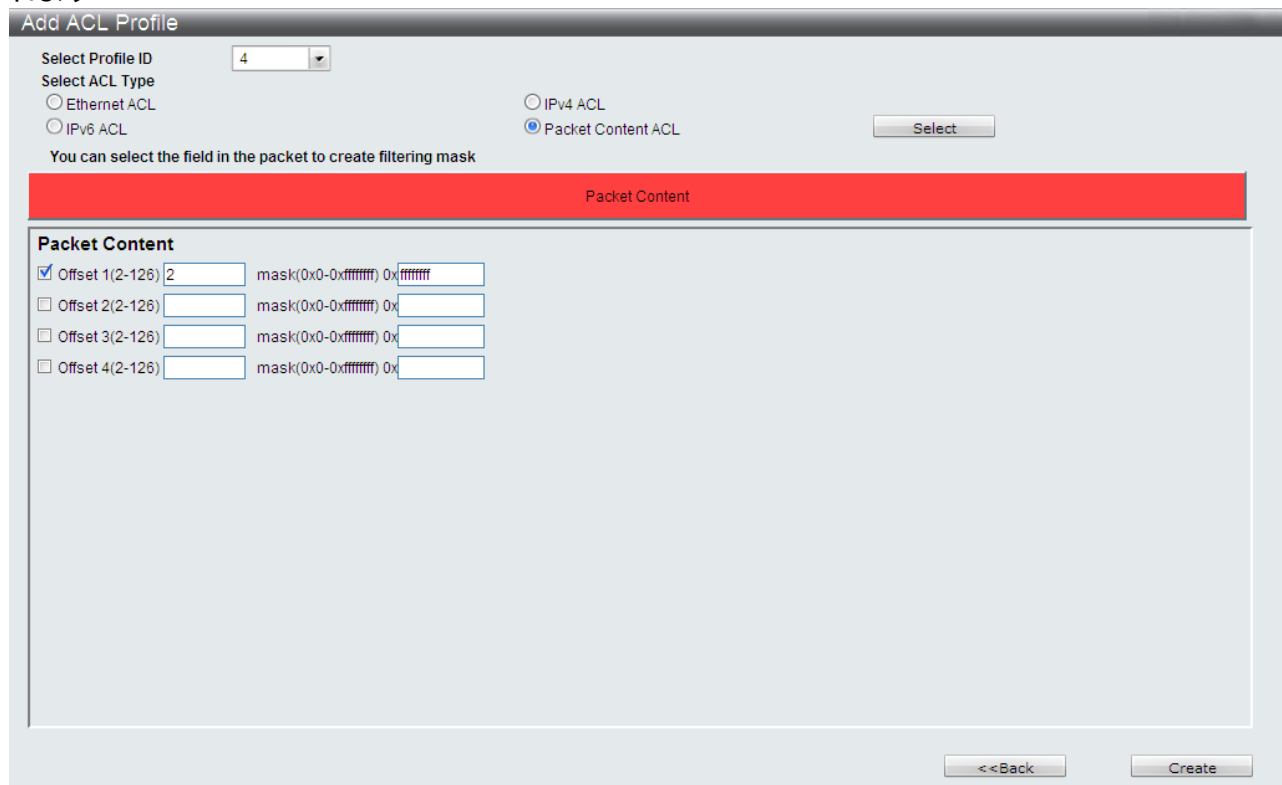 Add ACL Profile
Select Profile ID 4
Select ACL Type
Ethernet ACL IPv4 ACL
IPv6 ACL Packet Content ACL Select
You can select the field in the packet to create filtering mask
Packet Content
Packet Content
Offset 1(2-126) 2 mask(0x0-0xffffffff) 0x ffffffff
Offset 2(2-126) mask(0x0-0xffffffff) 0x
Offset 3(2-126) mask(0x0-0xffffffff) 0x
Offset 4(2-126) mask(0x0-0xffffffff) 0x
<<Back Create